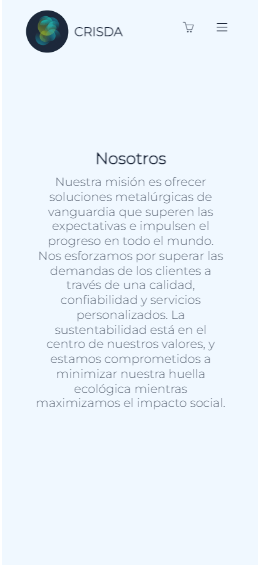 CRISDA
Nosotros
Nuestra misión es ofrecer
soluciones metalúrgicas de
vanguardia que superen las
expectativas e impulsen el
progreso en todo el mundo.
Nos esforzamos por superar las
demandas de los clientes a
través de una calidad,
confiabilidad y servicios
personalizados. La
sustentabilidad está en el
centro de nuestros valores, y
estamos comprometidos a
minimizar nuestra huella
ecológica mientras
maximizamos el impacto social.